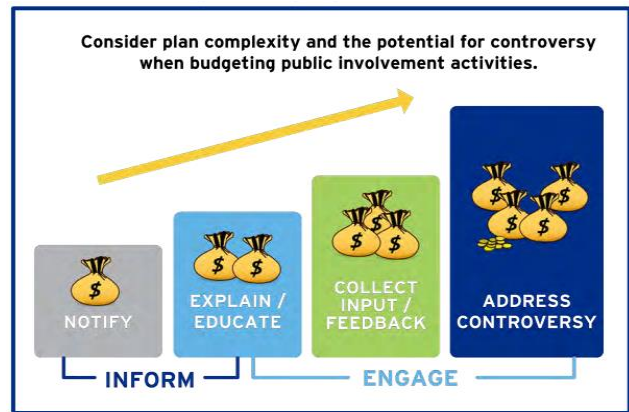 Consider plan complexity and the potential for controversy
when budgeting public involvement activities.
$
NOTIFY
$ $
EXPLAIN /
EDUCATE
$ $ $
COLLECT
INPUT /
FEEDBACK
$ $ $ $ $
ADDRESS
CONTROVERSY
INFORM
ENGAGE